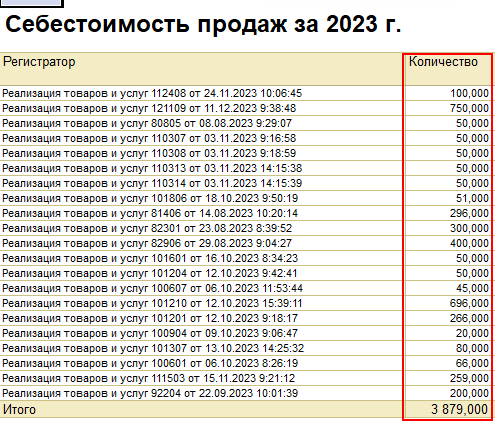 Себестоимость продаж за 2023 г.
Регистратор Количество
Реализация товаров и услуг 112408 от 24.11.2023 10:06:45 100,000
Реализация товаров и услуг 121109 от 11.12.2023 9:38:48 750,000
Реализация товаров и услуг 80805 от 08.08.2023 9:29:07 50,000
Реализация товаров и услуг 110307 от 03.11.2023 9:16:58 50,000
Реализация товаров и услуг 110308 от 03.11.2023 9:18:59 50,000
Реализация товаров и услуг 110313 от 03.11.2023 14:15:38 50,000
Реализация товаров и услуг 110314 от 03.11.2023 14:15:39 50,000
Реализация товаров и услуг 101806 от 18.10.2023 9:50:19 51,000
Реализация товаров и услуг 81406 от 14.08.2023 10:20:14 296,000
Реализация товаров и услуг 82301 от 23.08.2023 8:39:52 300,000
Реализация товаров и услуг 82906 от 29.08.2023 9:04:27 400,000
Реализация товаров и услуг 101601 от 16.10.2023 8:34:23 50,000
Реализация товаров и услуг 101204 от 12.10.2023 9:42:41 50,000
Реализация товаров и услуг 100607 от 06.10.2023 11:53:44 45,000
Реализация товаров и услуг 101210 от 12.10.2023 15:39:11 696,000
Реализация товаров и услуг 101201 от 12.10.2023 9:18:17 266,000
Реализация товаров и услуг 100904 от 09.10.2023 9:06:47 20,000
Реализация товаров и услуг 101307 от 13.10.2023 14:25:32 80,000
Реализация товаров и услуг 100601 от 06.10.2023 8:26:19 66,000
Реализация товаров и услуг 111503 от 15.11.2023 9:21:12 259,000
Реализация товаров и услуг 92204 от 22.09.2023 10:01:39 200,000
Итого 3 879,000